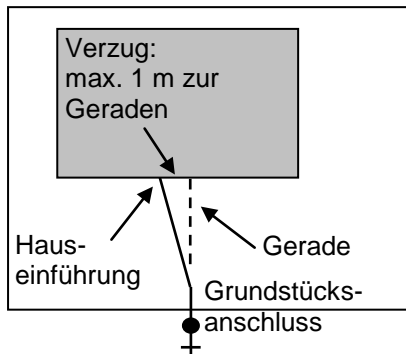 Verzug:
max. 1 m zur
Geraden
Haus-
einführung
Gerade
Grundstücks-
anschluss